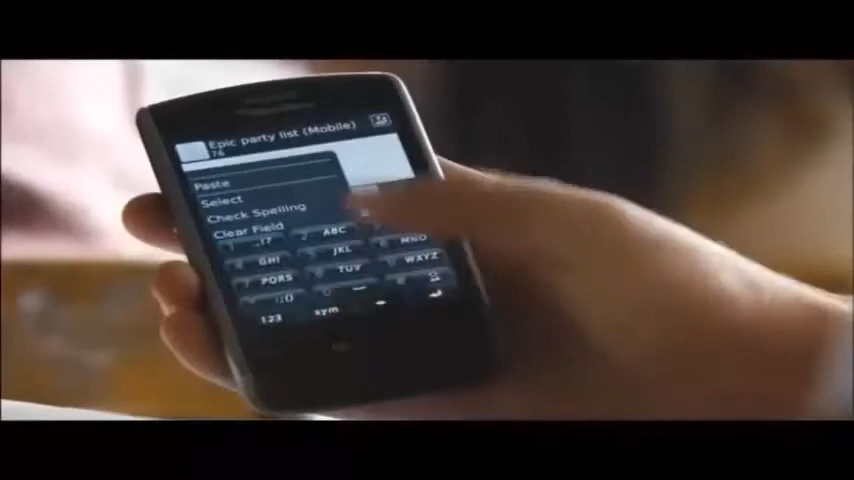 Epic party list (Mobile)
76
Paste
Select
Check Spelling
Clear Field
.,!? ABC
GHI JKL MNO
PQRS TUV WXYZ
123 sym